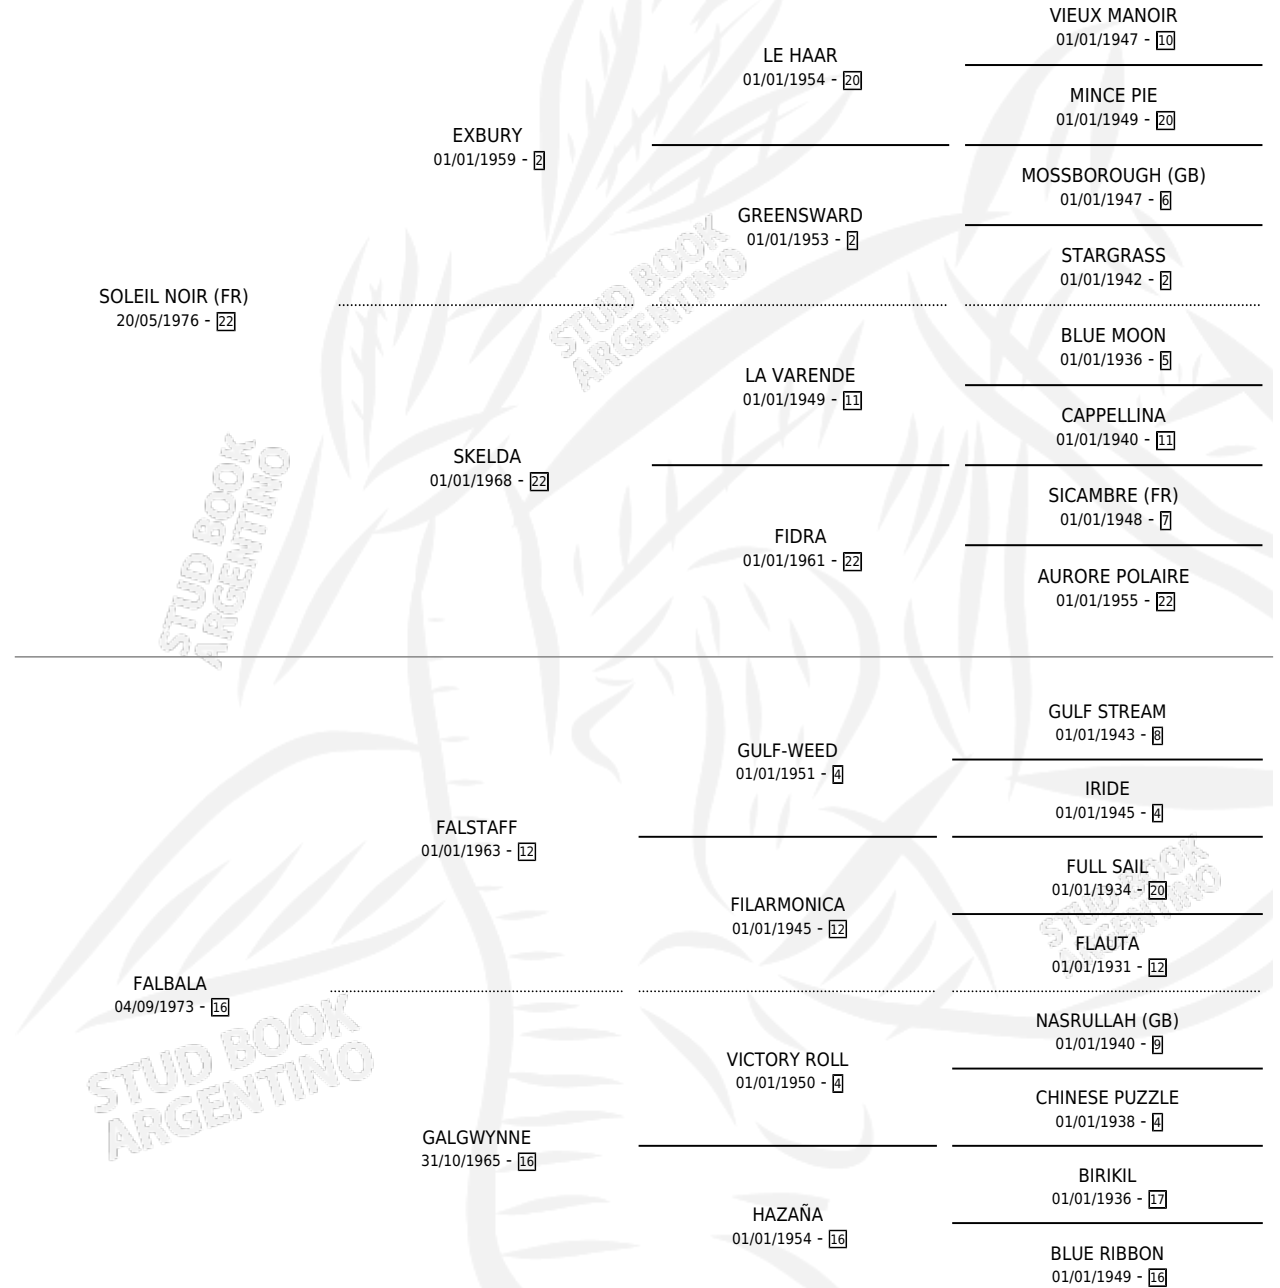 VIEUX MANOIR
01/01/1947 - 10
LE HAAR
01/01/1954 - 20
MINCE PIE
01/01/1949 - 20
EXBURY
01/01/1959 - 2
MOSSBOROUGH (GB)
01/01/1947 - 6
GREENSWARD
01/01/1953 - 2
STARGRASS
01/01/1942 - 2
SOLEIL NOIR (FR)
20/05/1976 - 22
BLUE MOON
01/01/1936 - 5
LA VARENDE
01/01/1949 - 11
CAPPELLINA
01/01/1940 - 11
SKELDA
01/01/1968 - 22
SICAMBRE (FR)
01/01/1948 - 7
FIDRA
01/01/1961 - 22
AURORE POLAIRE
01/01/1955 - 22
GULF STREAM
01/01/1943 - 8
GULF-WEED
01/01/1951 - 4
IRIDE
01/01/1945 - 4
FALSTAFF
01/01/1963 - 12
FULL SAIL
01/01/1934 - 20
FILARMONICA
01/01/1945 - 12
FLAUTA
01/01/1931 - 12
FALBALA
04/09/1973 - 16
NASRULLAH (GB)
01/01/1940 - 9
VICTORY ROLL
01/01/1950 - 4
CHINESE PUZZLE
01/01/1938 - 4
GALGWYNNE
31/10/1965 - 16
BIRIKIL
01/01/1936 - 17
HAZAÑA
01/01/1954 - 16
BLUE RIBBON
01/01/1949 - 16
STUD BOOK
ARGENTINO
STUD BOOK
ARGENTINO
STUD BOOK
ARGENTINO
STUD BOOK
ARGENTINO